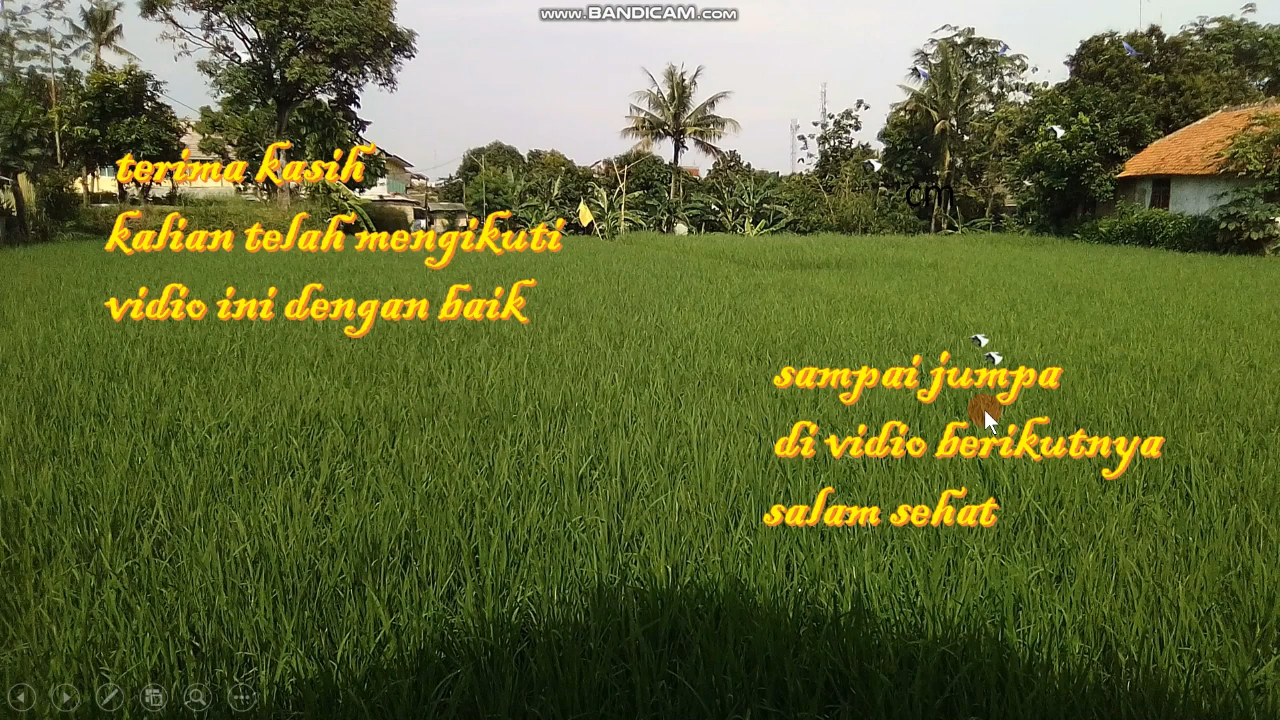 www.BANDICAM.com
terima kasih
kalian telah mengikuti
vidio ini dengan baik
cm
sampai jumpa
di vidio berikutnya
salam sehat